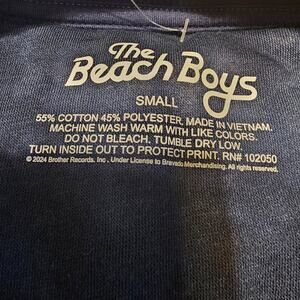 The
Beach Boys
SMALL
55% COTTON 45% POLYESTER. MADE IN VIETNAM.
MACHINE WASH WARM WITH LIKE COLORS.
DO NOT BLEACH. TUMBLE DRY LOW.
TURN INSIDE OUT TO PROTECT PRINT. RN# 102050
© 2024 Brother Records, Inc., Under License to Bravado Merchandising. All rights reserved.